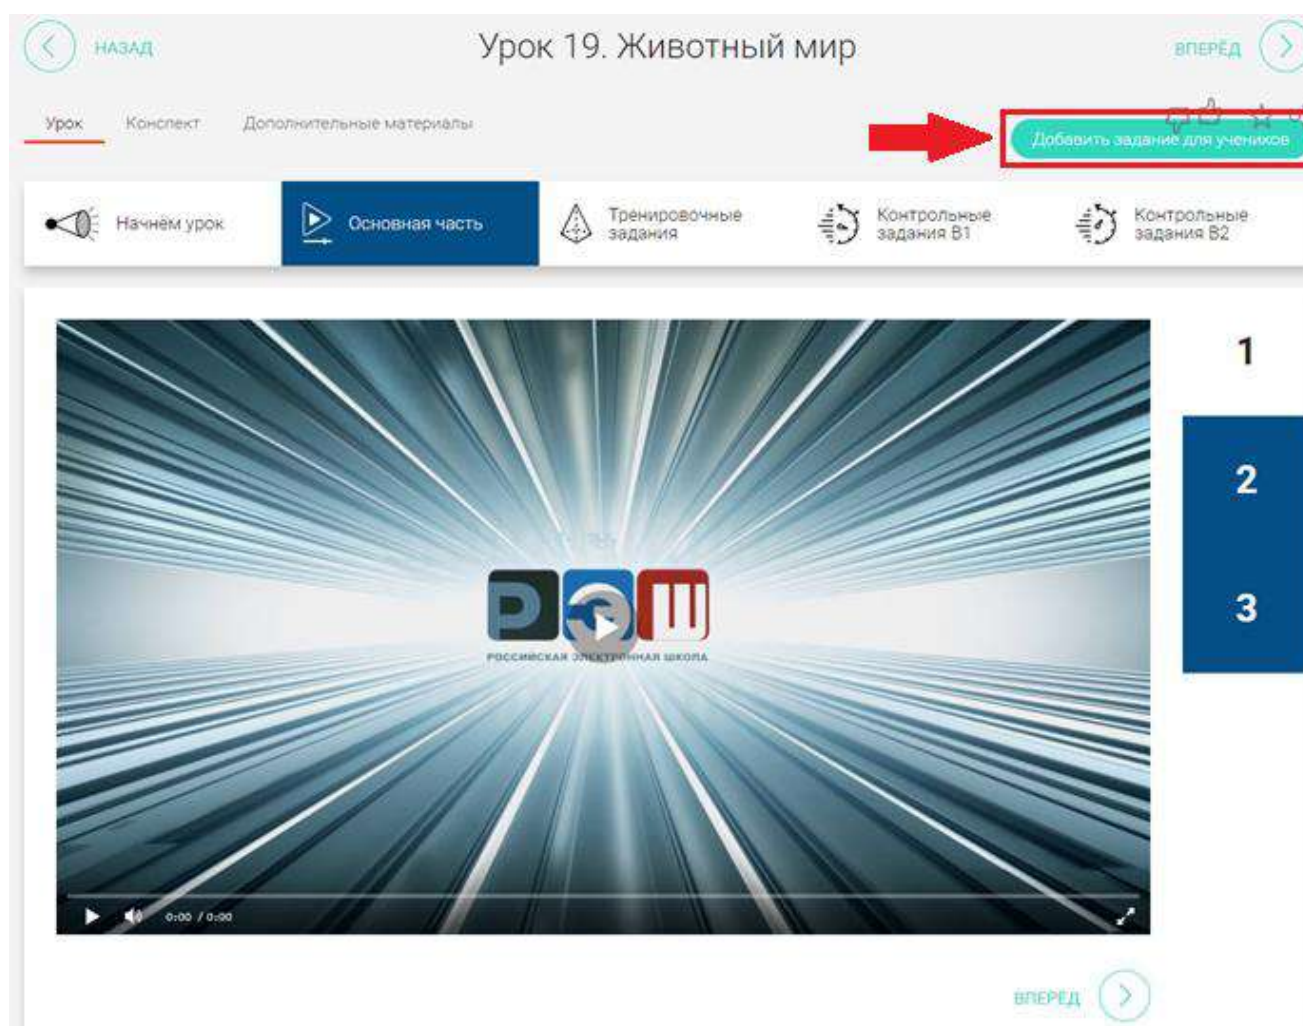 НАЗАД
Урок 19. Животный мир
ВПЕРЁД
Урок
Конспект
Дополнительные материалы
Добавить задание для учеников
Начнём урок
Основная часть
Тренировочные
задания
Контрольные
задания В1
Контрольные
задания В2
1
2
3
РЭШ
РОССИЙСКАЯ ЭЛЕКТРОННАЯ ШКОЛА
0:00 / 0:00
ВПЕРЁД